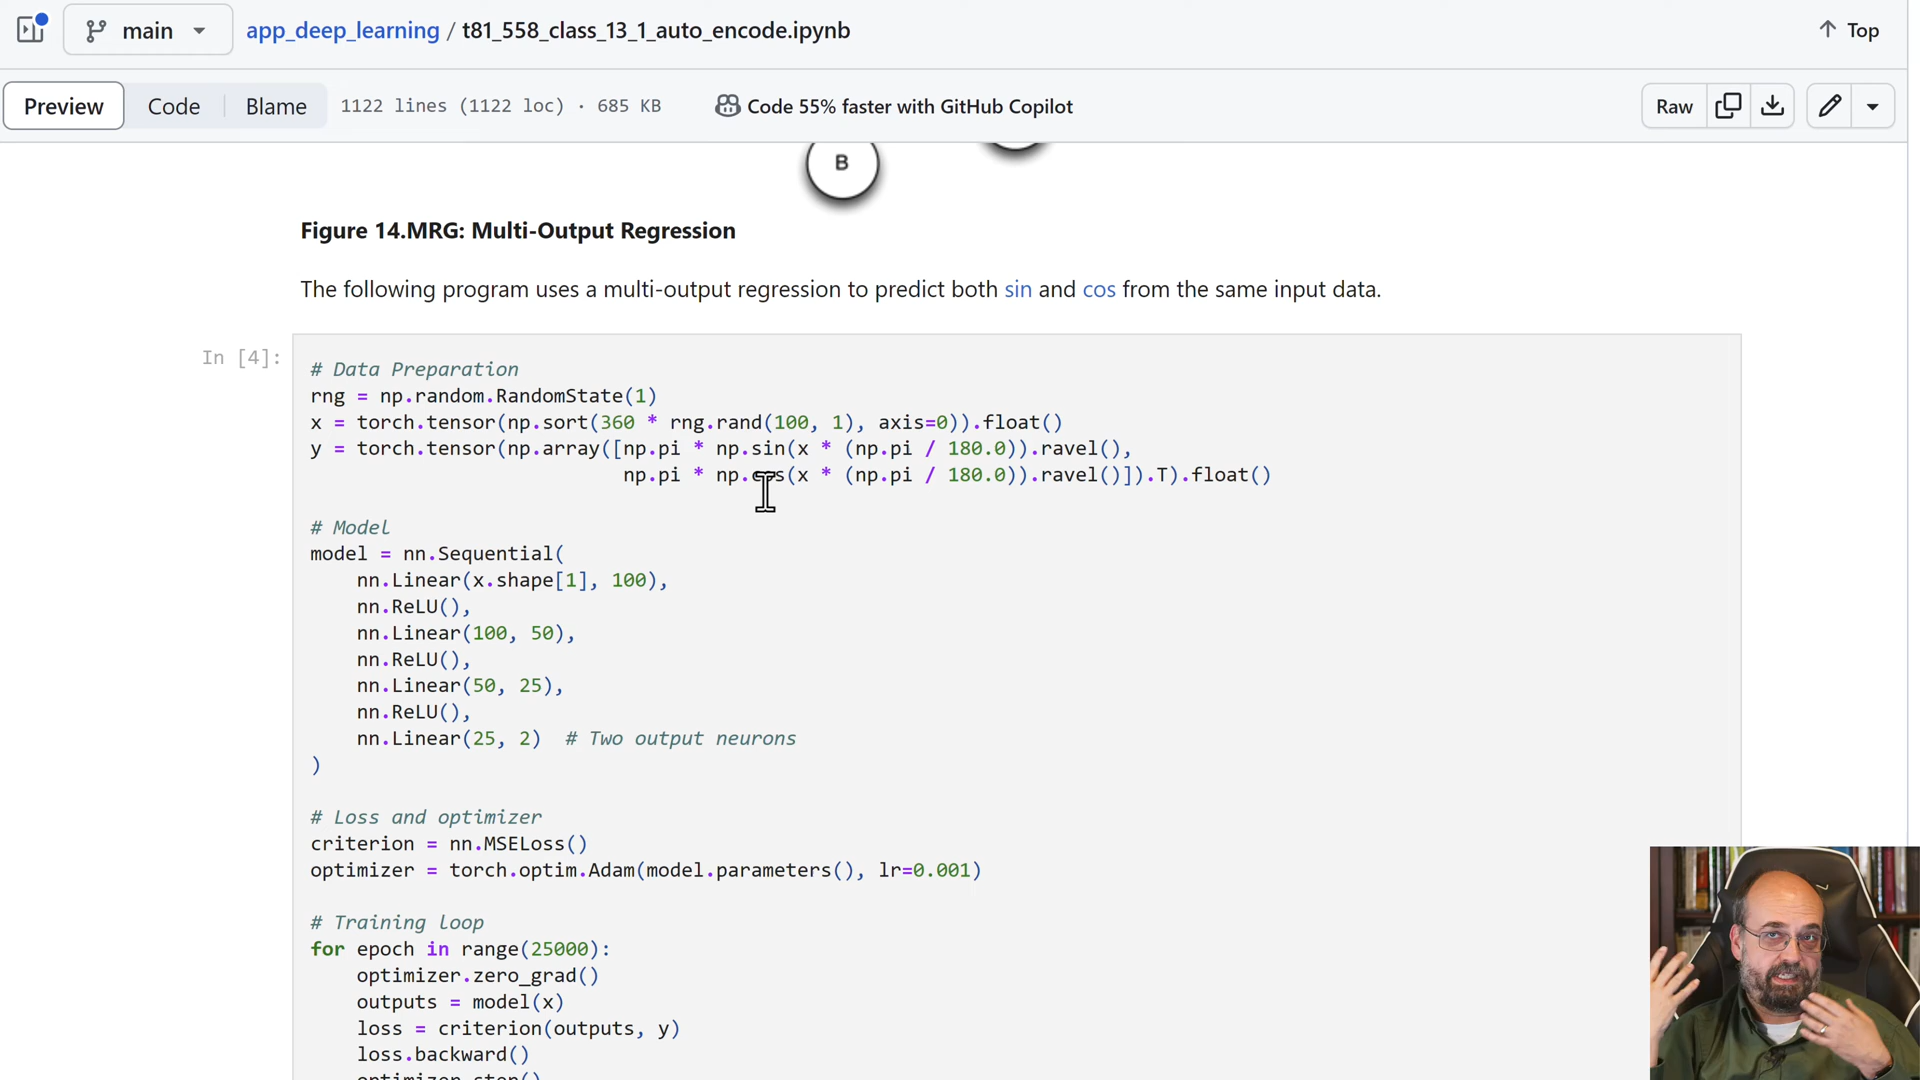 main
app_deep_learning / t81_558_class_13_1_auto_encode.ipynb
Top
Preview
Code
Blame
1122 lines (1122 loc) · 685 KB
Code 55% faster with GitHub Copilot
Raw
B
Figure 14.MRG: Multi-Output Regression
The following program uses a multi-output regression to predict both sin and cos from the same input data.
In [4]:
# Data Preparation
rng = np.random.RandomState(1)
x = torch.tensor(np.sort(360 * rng.rand(100, 1), axis=0)).float()
y = torch.tensor(np.array([np.pi * np.sin(x * (np.pi / 180.0)).ravel(),
np.pi * np.cos(x * (np.pi / 180.0)).ravel()]).T).float()
# Model
model = nn.Sequential(
nn.Linear(x.shape[1], 100),
nn.ReLU(),
nn.Linear(100, 50),
nn.ReLU(),
nn.Linear(50, 25),
nn.ReLU(),
nn.Linear(25, 2)  # Two output neurons
)
# Loss and optimizer
criterion = nn.MSELoss()
optimizer = torch.optim.Adam(model.parameters(), lr=0.001)
# Training loop
for epoch in range(25000):
optimizer.zero_grad()
outputs = model(x)
loss = criterion(outputs, y)
loss.backward()
optimizer.step()